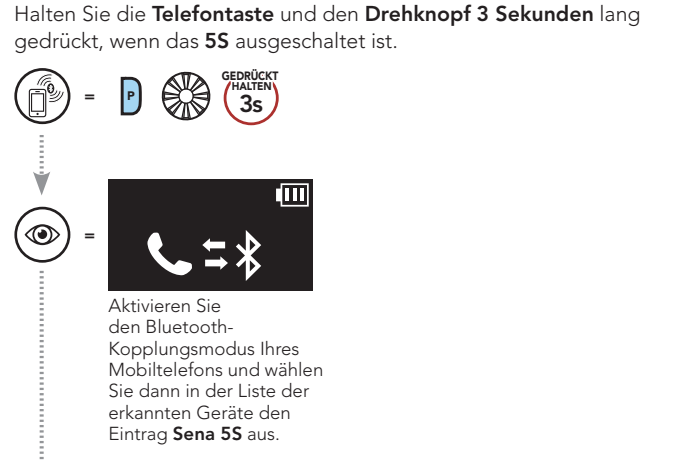 Halten Sie die Telefontaste und den Drehknopf 3 Sekunden lang
gedrückt, wenn das 5S ausgeschaltet ist.
= P GEDRÜCKT
HALTEN
3s
=
Aktivieren Sie
den Bluetooth-
Kopplungsmodus Ihres
Mobiltelefons und wählen
Sie dann in der Liste der
erkannten Geräte den
Eintrag Sena 5S aus.